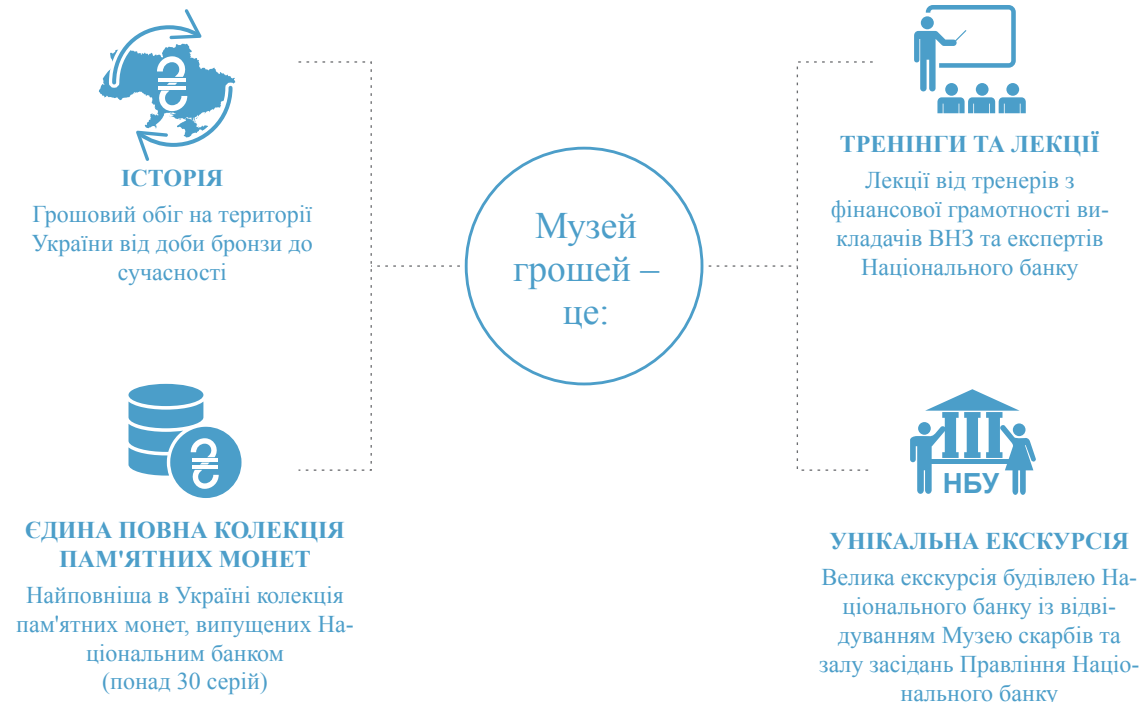 Музей
грошей –
це:
ІСТОРІЯ
Грошовий обіг на території
України від доби бронзи до
сучасності
ЄДИНА ПОВНА КОЛЕКЦІЯ
ПАМ'ЯТНИХ МОНЕТ
Найповніша в Україні колекція
пам'ятних монет, випущених На-
ціональним банком
(понад 30 серій)
ТРЕНІНГИ ТА ЛЕКЦІЇ
Лекції від тренерів з
фінансової грамотності ви-
кладачів ВНЗ та експертів
Національного банку
НБУ
УНІКАЛЬНА ЕКСКУРСІЯ
Велика екскурсія будівлею На-
ціонального банку із відві-
дуванням Музею скарбів та
залу засідань Правління Націо-
нального банку